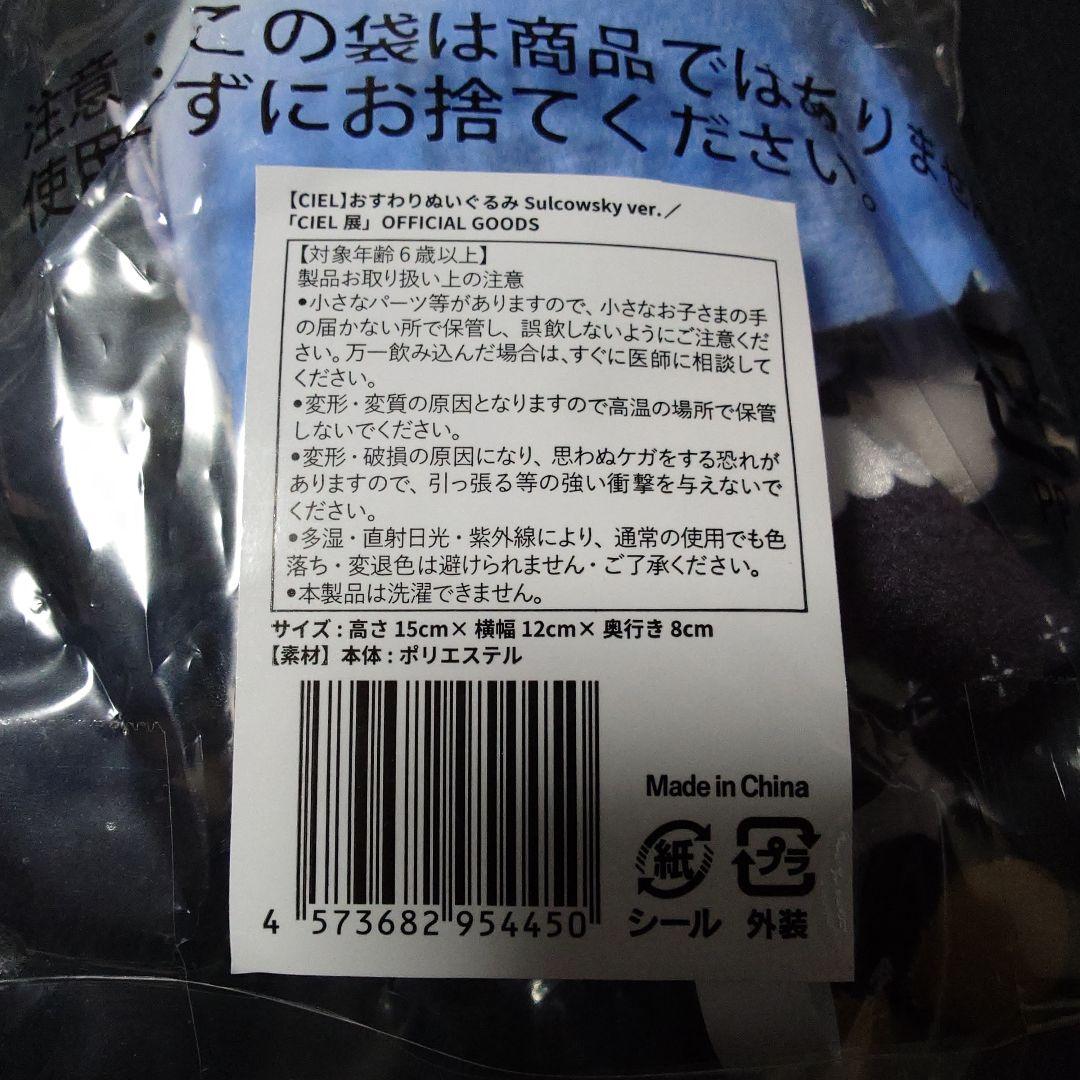 注意：この袋は商品ではありません
使用 ずにお捨てください。
【CIEL】おすわりぬいぐるみ Sulcowsky ver.／
「CIEL 展」OFFICIAL GOODS
【対象年齢６歳以上】
製品お取り扱い上の注意
●小さなパーツ等がありますので、小さなお子さまの手
の届かない所で保管し、誤飲しないようにご注意くだ
さい。万一飲み込んだ場合は、すぐに医師に相談して
ください。
●変形・変質の原因となりますので高温の場所で保管
しないでください。
●変形・破損の原因になり、思わぬケガをする恐れが
ありますので、引っ張る等の強い衝撃を与えないで
ください。
●多湿・直射日光・紫外線により、通常の使用でも色
落ち・変退色は避けられません・ご了承ください。
●本製品は洗濯できません。
サイズ : 高さ 15cm× 横幅 12cm× 奥行き 8cm
【素材】本体 : ポリエステル
4 573682 954450
Made in China
紙
シール
プラ
外装